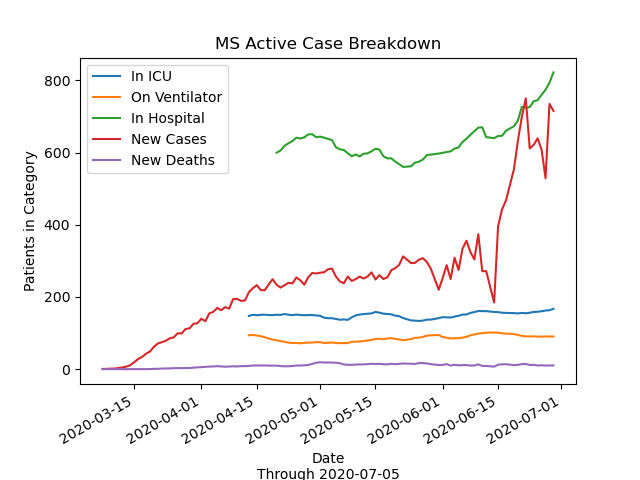 MS Active Case Breakdown
In ICU
On Ventilator
In Hospital
New Cases
New Deaths
Patients in Category
800
600
400
200
0
2020-03-15
2020-04-01
2020-04-15
2020-05-01
2020-05-15
2020-06-01
2020-06-15
2020-07-01
Date
Through 2020-07-05